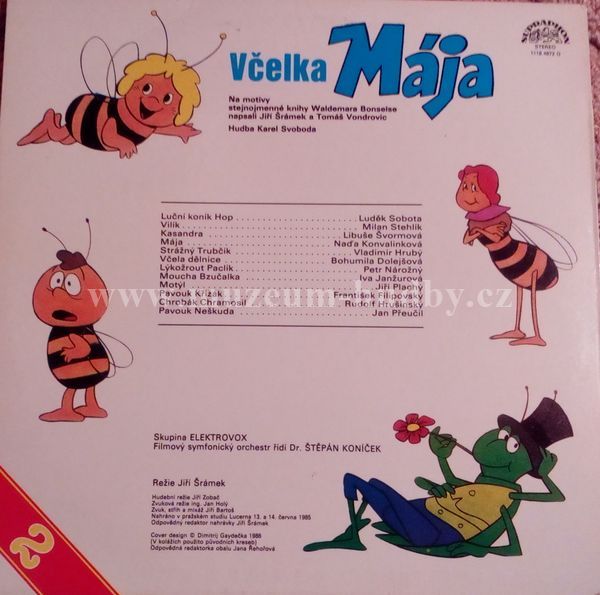 SUPRAPHON
STEREO
Včelka Mája
Na motivy
stejnojmenné knihy Waldemara Bonselse
napsali Jiří Šrámek a Tomáš Vondrovic
Hudba Karel Svoboda
Luční koník Hop Luděk Sobota
Vilík Milan Stehlík
Kasandra Libuše Švormová
Mája Naďa Konvalinková
Strážný Trubčík Vladimír Hrubý
Včela dělnice Bohumila Dolejšová
Lýkožrout Paclík Petr Nárožný
Moucha Bzučalka Iva Janžurová
Motýl Jiří Plachý
Pavouk Křižák František Filipovský
Chrobák Chramosil Rudolf Hrušínský
Pavouk Neškuda Jan Přeučil
www.muzeum-hudby.cz
Skupina ELEKTROVOX
Filmový symfonický orchestr řídí Dr. ŠTĚPÁN KONÍČEK
Režie Jiří Šrámek
Hudební režie Jiří Zobač
Zvuková režie ing. Jan Holý
Zvuk, střih a mixáž Jiří Bartoš
Nahráno v pražském studiu Lucerna 13. a 14. června 1985
Odpovědný redaktor nahrávky Jiří Šrámek
Cover design © Dimitrij Gaydečka 1986
(V kolážích použito původních kreseb)
Odpovědná redaktorka obalu Jana Řehořová
2